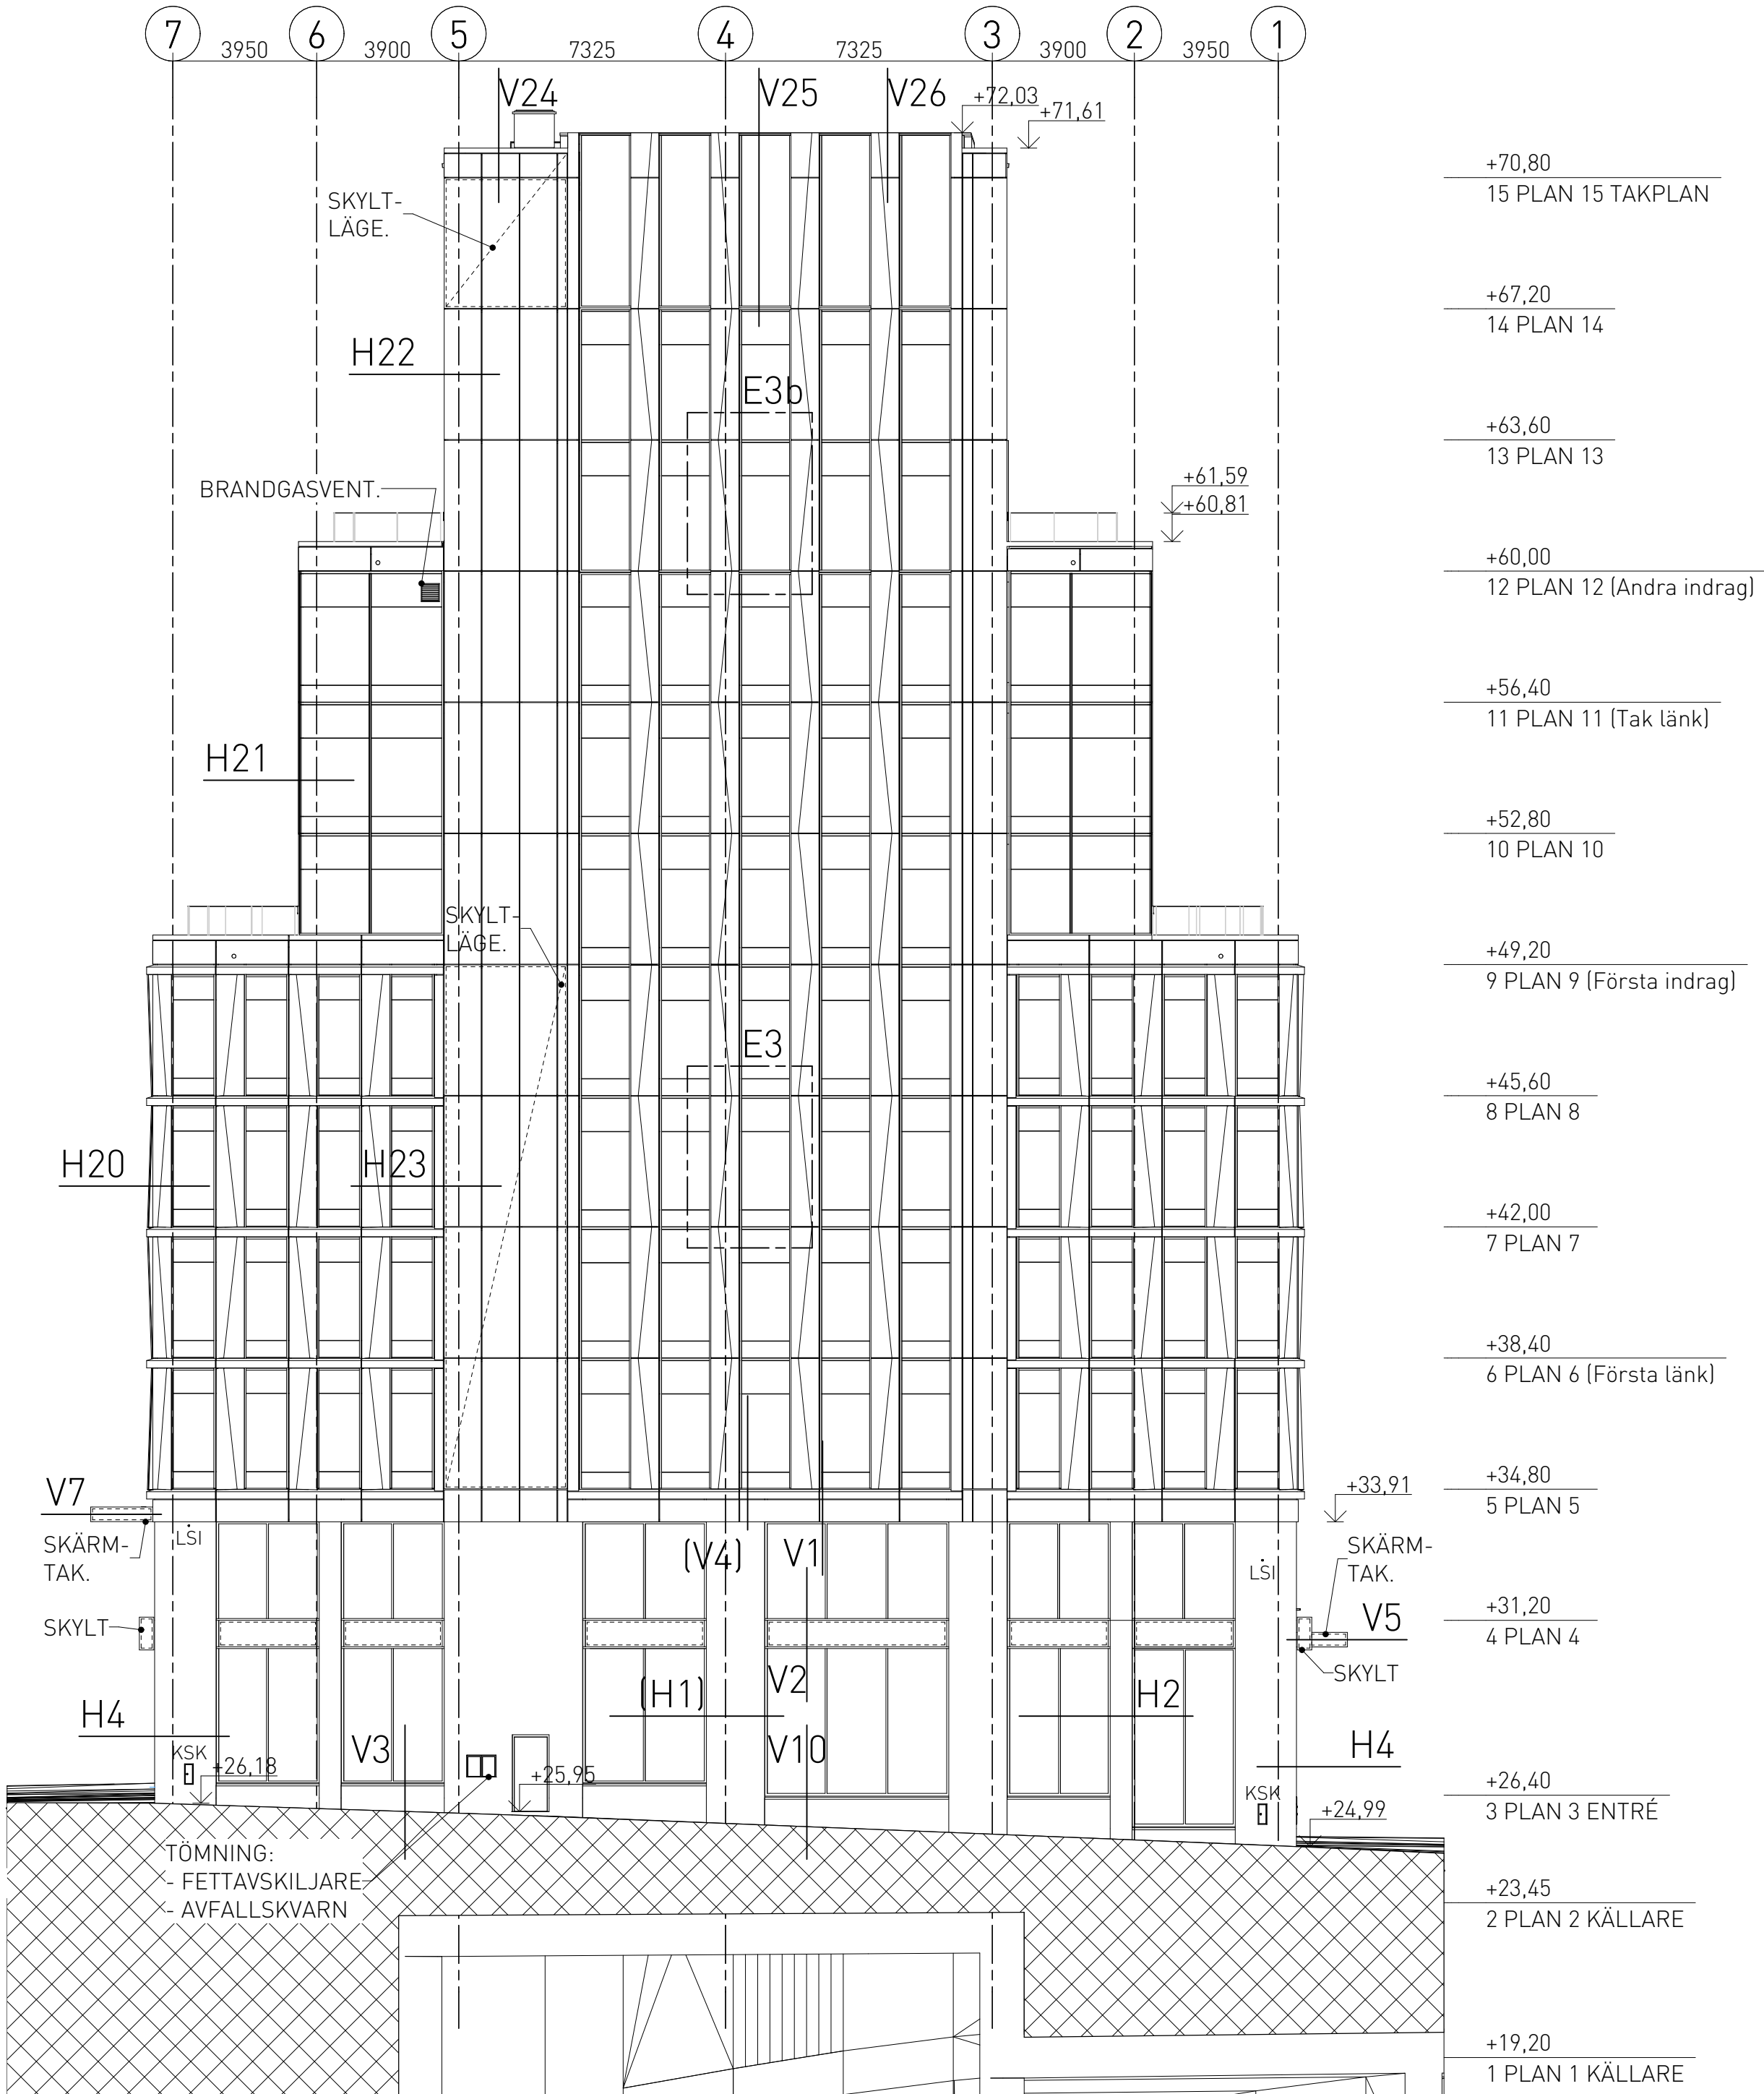 7 6 5 4 3 2 1
3950 3900 7325 7325 3900 3950
V24 V25 V26
+72,03
+71,61
+70,80
15 PLAN 15 TAKPLAN
SKYLT-
LÄGE.
+67,20
14 PLAN 14
H22
E3b
+63,60
13 PLAN 13
BRANDGASVENT.
+61,59
+60,81
+60,00
12 PLAN 12 (Andra indrag)
+56,40
11 PLAN 11 (Tak länk)
H21
+52,80
10 PLAN 10
SKYLT-
LÄGE.
+49,20
9 PLAN 9 (Första indrag)
E3
+45,60
8 PLAN 8
H20 H23
+42,00
7 PLAN 7
+38,40
6 PLAN 6 (Första länk)
+34,80
5 PLAN 5
V7
+33,91
SKÄRM-
TAK.
LSI
(V4) V1
LSI
SKÄRM-
TAK.
SKYLT
V5
+31,20
4 PLAN 4
SKYLT
V2
(H1) H2
H4
V3
V10
H4
KSK
+26,18
+25,95
KSK
+24,99
+26,40
3 PLAN 3 ENTRÉ
TÖMNING:
- FETTAVSKILJARE
- AVFALLSKVARN
+23,45
2 PLAN 2 KÄLLARE
+19,20
1 PLAN 1 KÄLLARE